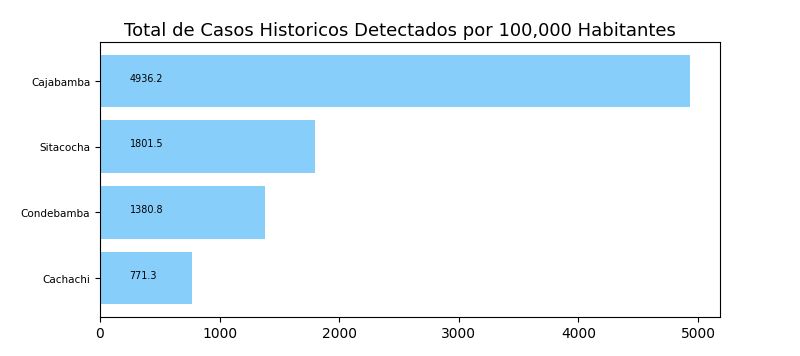 Total de Casos Historicos Detectados por 100,000 Habitantes
Cajabamba 4936.2
Sitacocha 1801.5
Condebamba 1380.8
Cachachi 771.3
0 1000 2000 3000 4000 5000